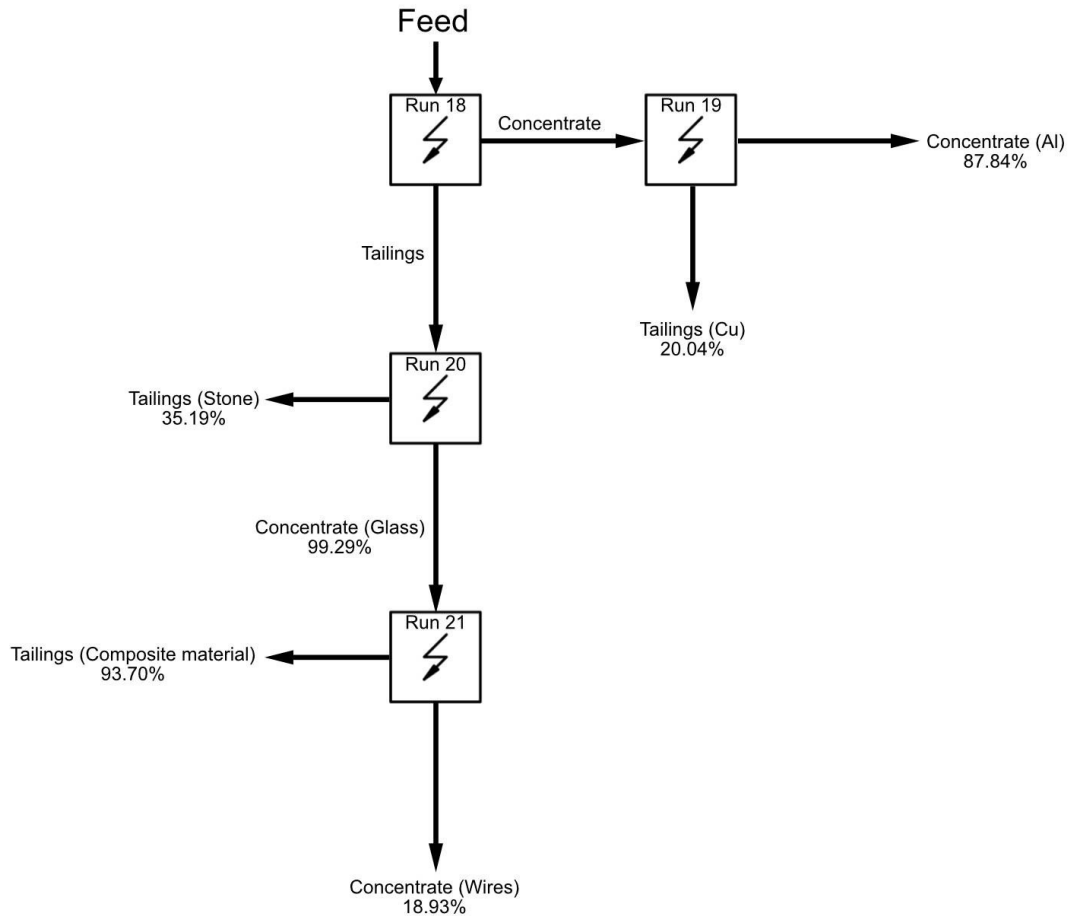 Feed
Run 18
Concentrate
Run 19
Concentrate (Al)
87.84%
Tailings
Tailings (Cu)
20.04%
Run 20
Tailings (Stone)
35.19%
Concentrate (Glass)
99.29%
Run 21
Tailings (Composite material)
93.70%
Concentrate (Wires)
18.93%